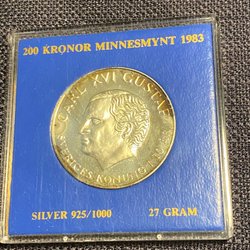 200 KRONOR MINNESMYNT 1983
CARL XVI GUSTAF
SVERIGES KONUNG
SILVER 925/1000 27 GRAM